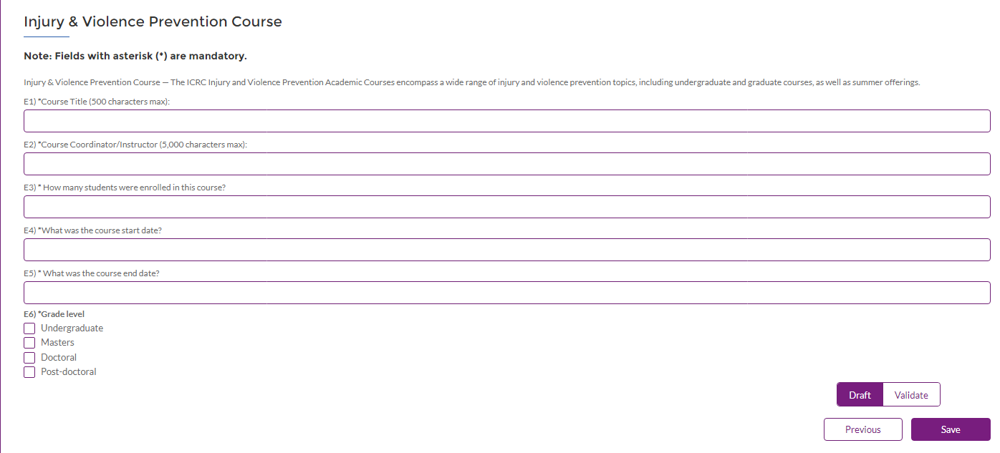 Injury & Violence Prevention Course
Note: Fields with asterisk (*) are mandatory.
Injury & Violence Prevention Course — The ICRC Injury and Violence Prevention Academic Courses encompass a wide range of injury and violence prevention topics, including undergraduate and graduate courses, as well as summer offerings.
E1) *Course Title (500 characters max):
E2) *Course Coordinator/Instructor (5,000 characters max):
E3) * How many students were enrolled in this course?
E4) *What was the course start date?
E5) * What was the course end date?
E6) *Grade level
Undergraduate
Masters
Doctoral
Post-doctoral
Draft Validate
Previous Save